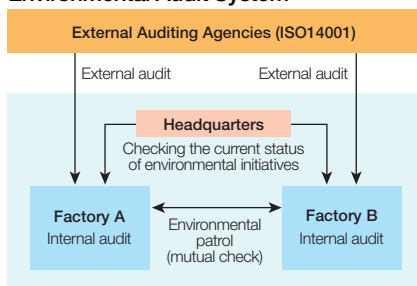 Environmental Audit System
External Auditing Agencies (ISO14001)
External audit
External audit
Headquarters
Checking the current status
of environmental initiatives
Factory A
Internal audit
Environmental
patrol
(mutual check)
Factory B
Internal audit